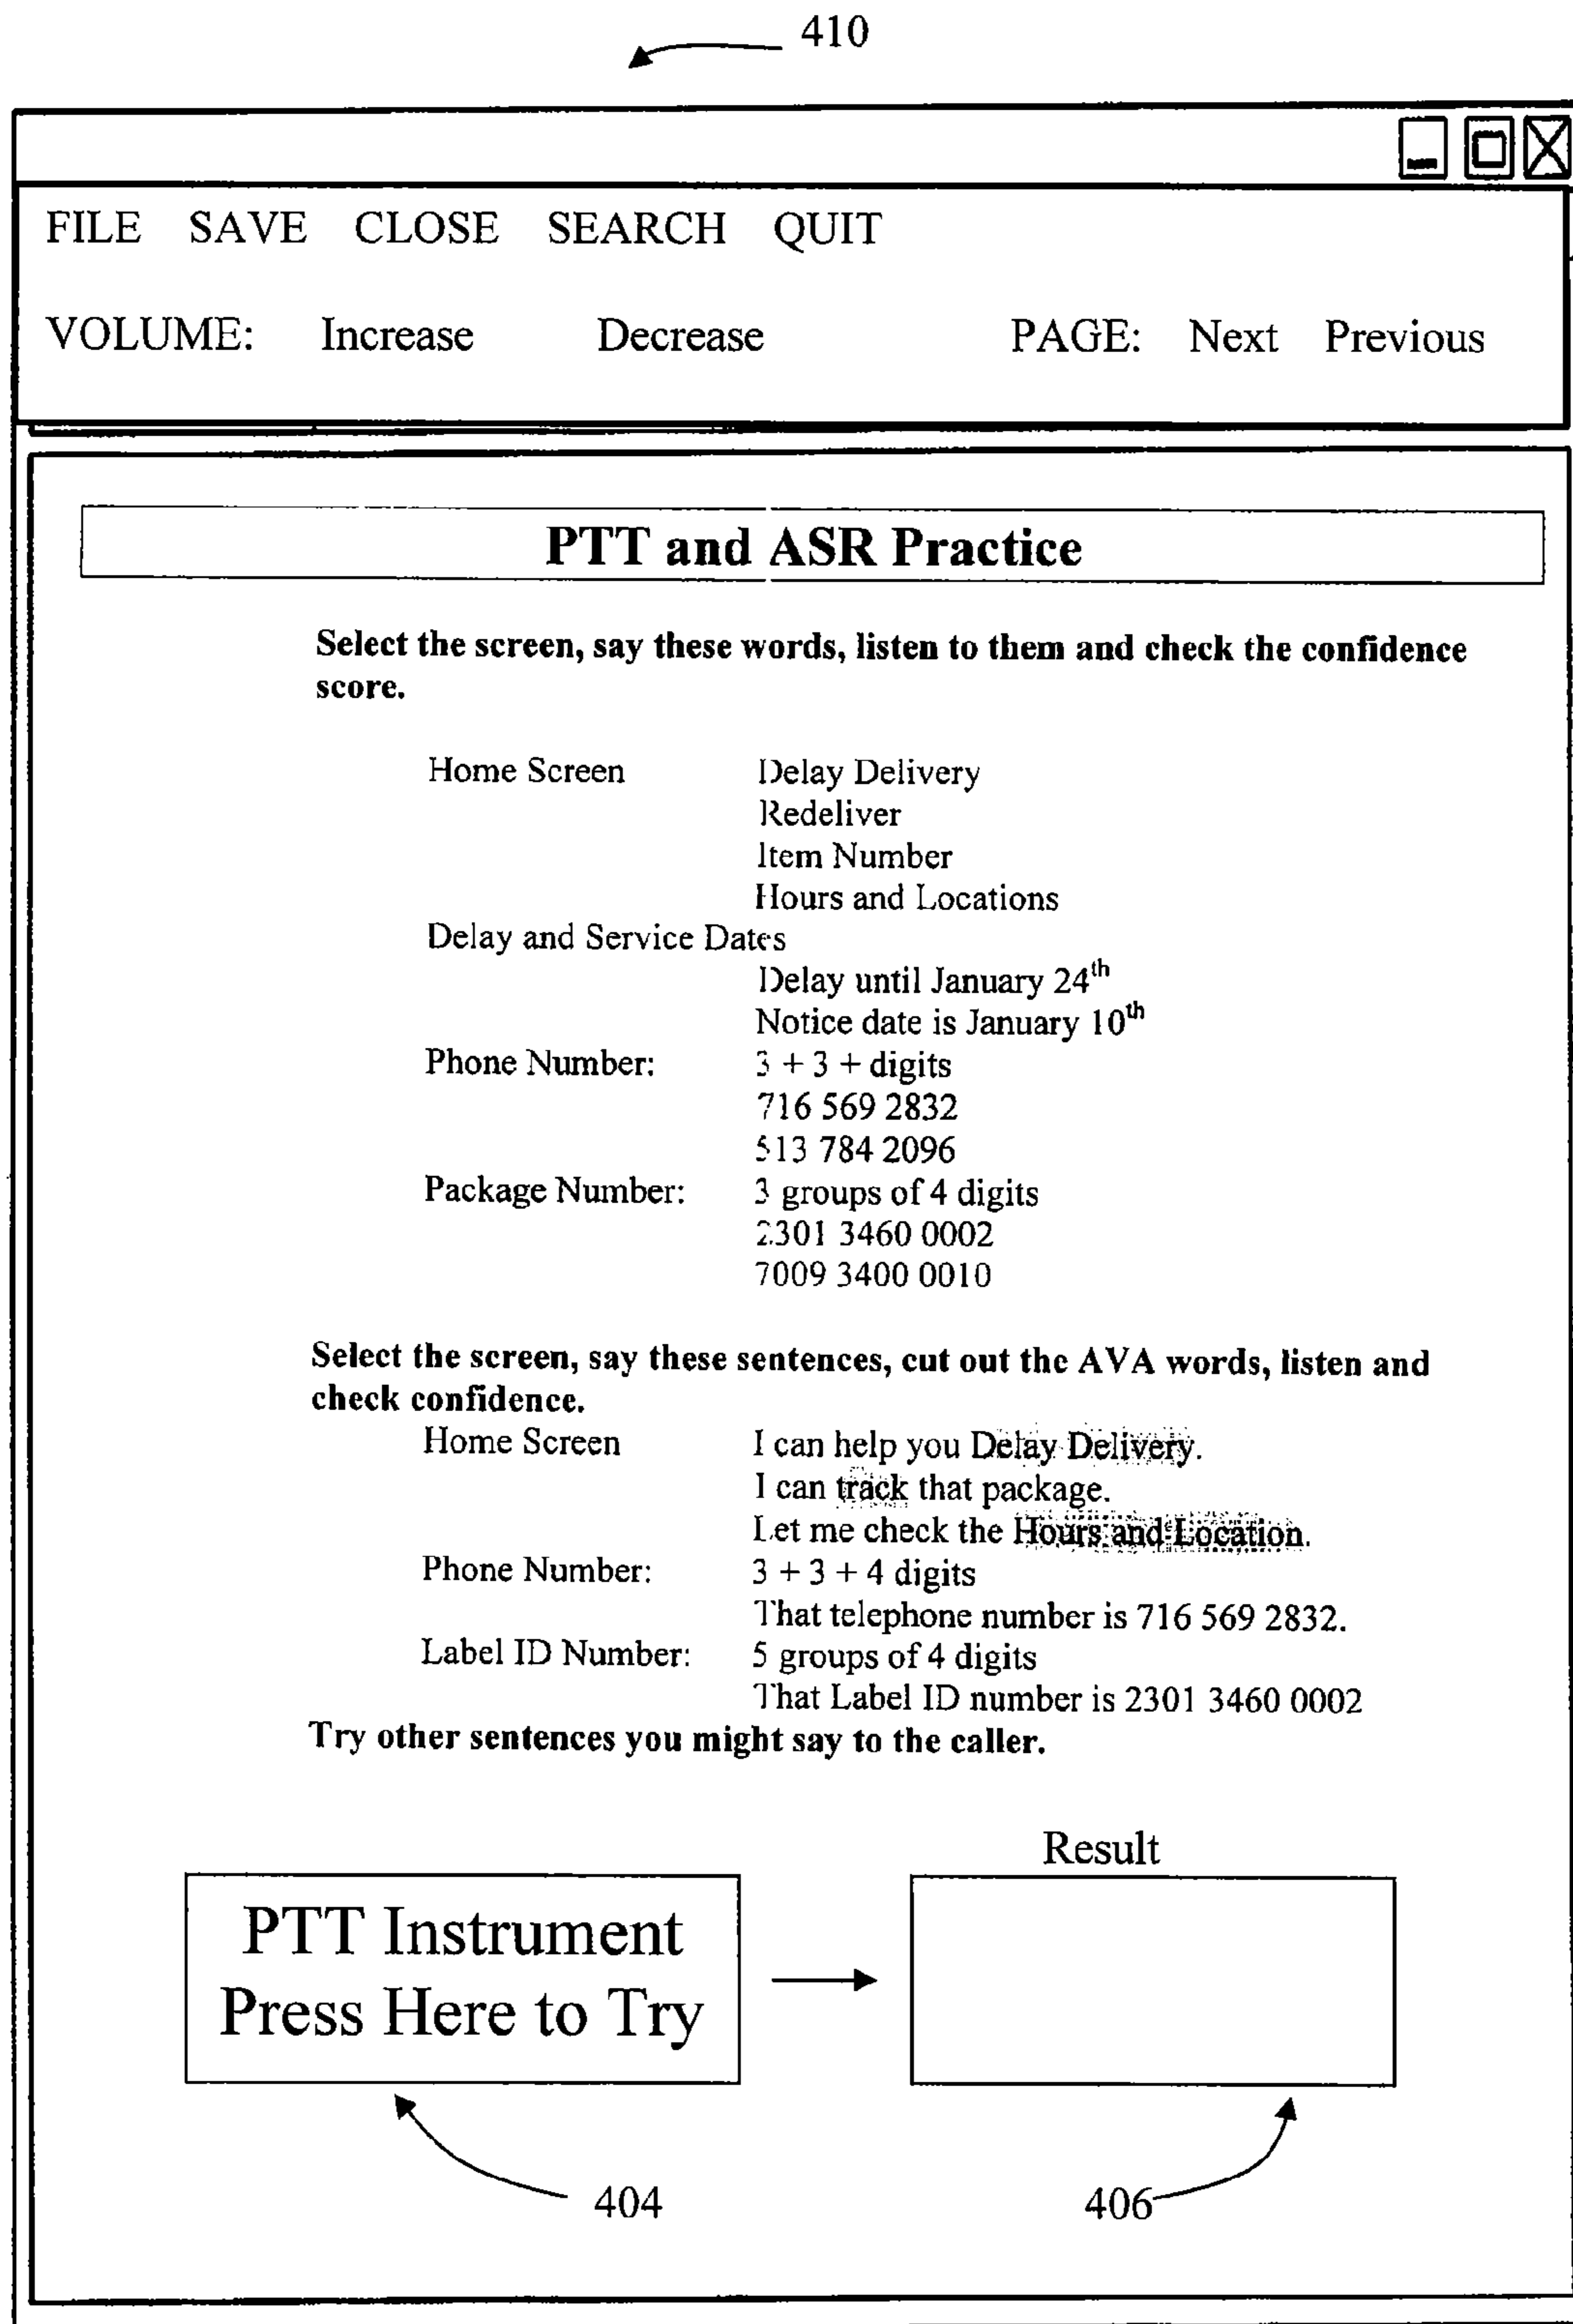 410
FILE SAVE CLOSE SEARCH QUIT
VOLUME: Increase Decrease PAGE: Next Previous
PTT and ASR Practice
Select the screen, say these words, listen to them and check the confidence
score.
Home Screen Delay Delivery
Redeliver
Item Number
Hours and Locations
Delay and Service Dates
Delay until January 24th
Notice date is January 10th
Phone Number: 3 + 3 + digits
716 569 2832
513 784 2096
Package Number: 3 groups of 4 digits
2301 3460 0002
7009 3400 0010
Select the screen, say these sentences, cut out the AVA words, listen and
check confidence.
Home Screen I can help you Delay Delivery.
I can track that package.
Let me check the Hours and Location.
Phone Number: 3 + 3 + 4 digits
That telephone number is 716 569 2832.
Label ID Number: 5 groups of 4 digits
That Label ID number is 2301 3460 0002
Try other sentences you might say to the caller.
Result
PTT Instrument
Press Here to Try
404 406